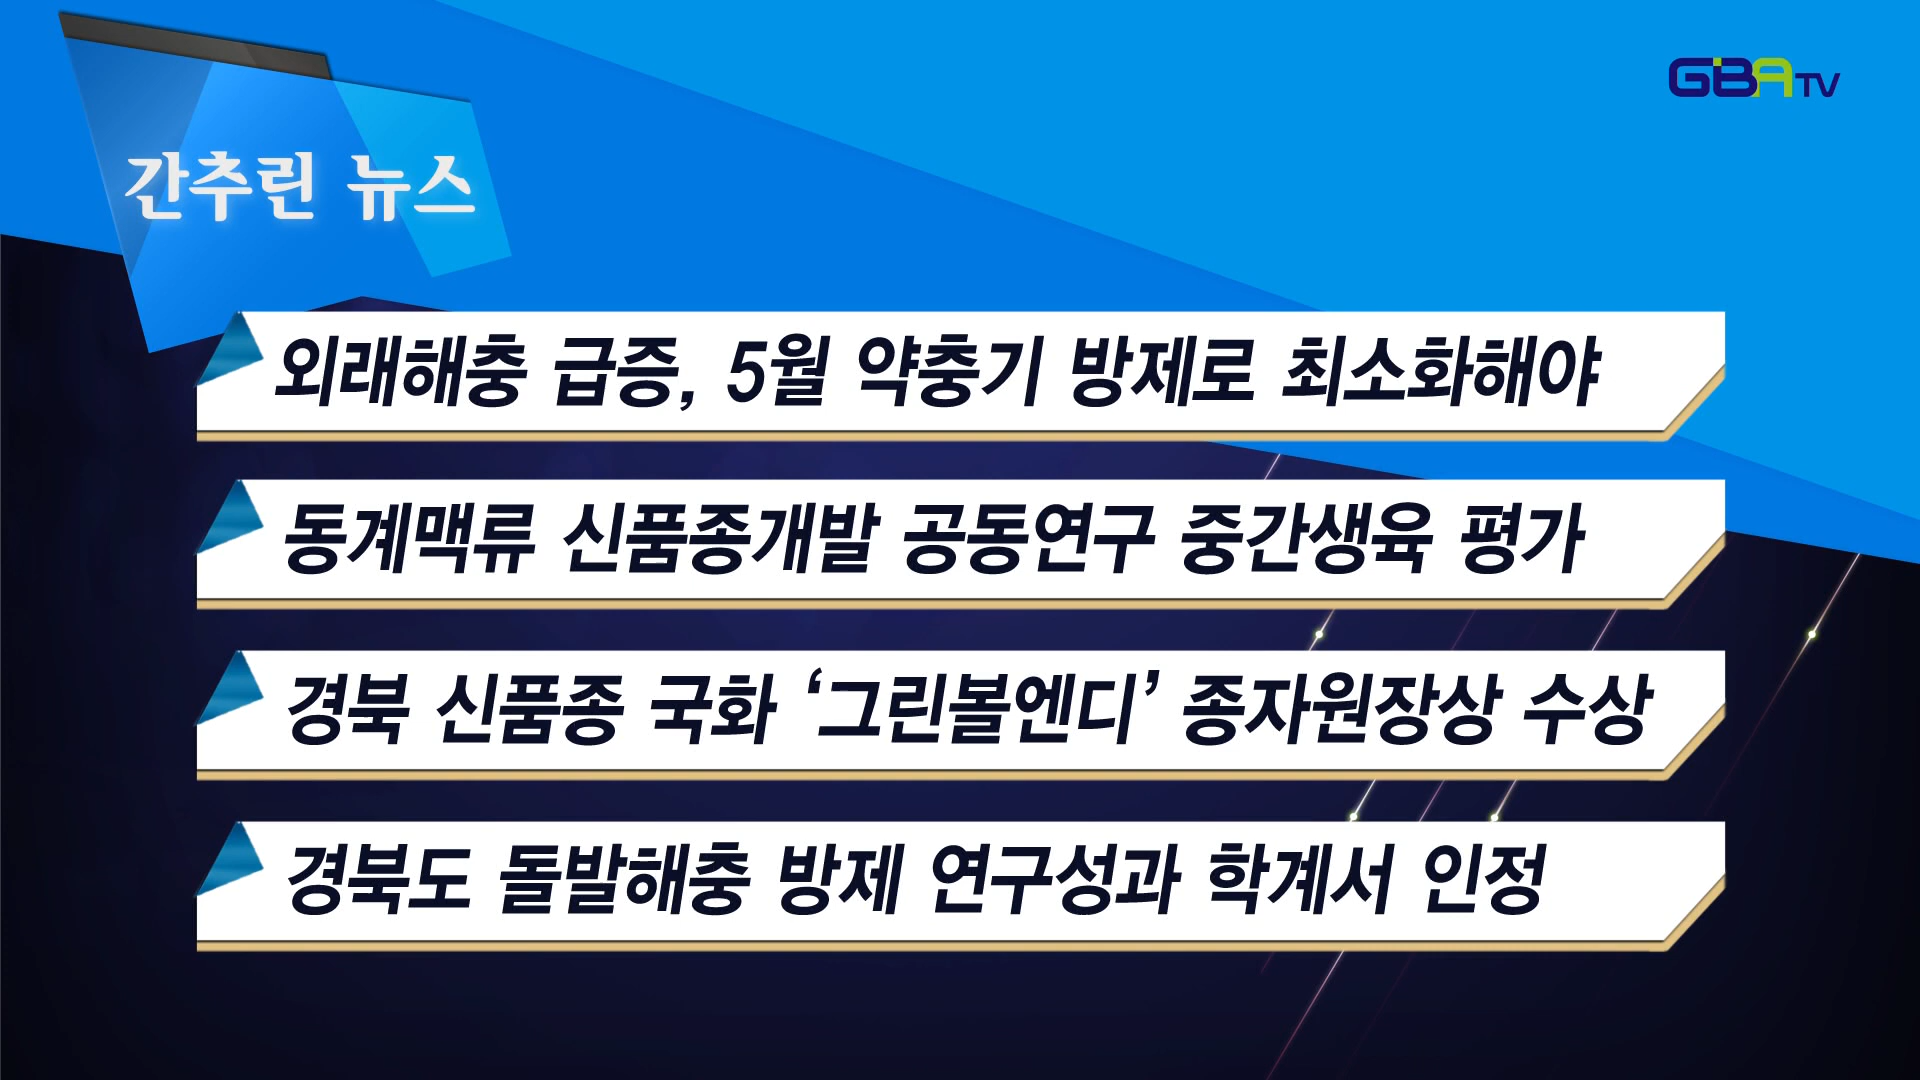 간추린 뉴스
GBA TV
외래해충 급증, 5월 약충기 방제로 최소화해야
동계맥류 신품종개발 공동연구 중간생육 평가
경북 신품종 국화 ‘그린볼엔디’ 종자원장상 수상
경북도 돌발해충 방제 연구성과 학계서 인정